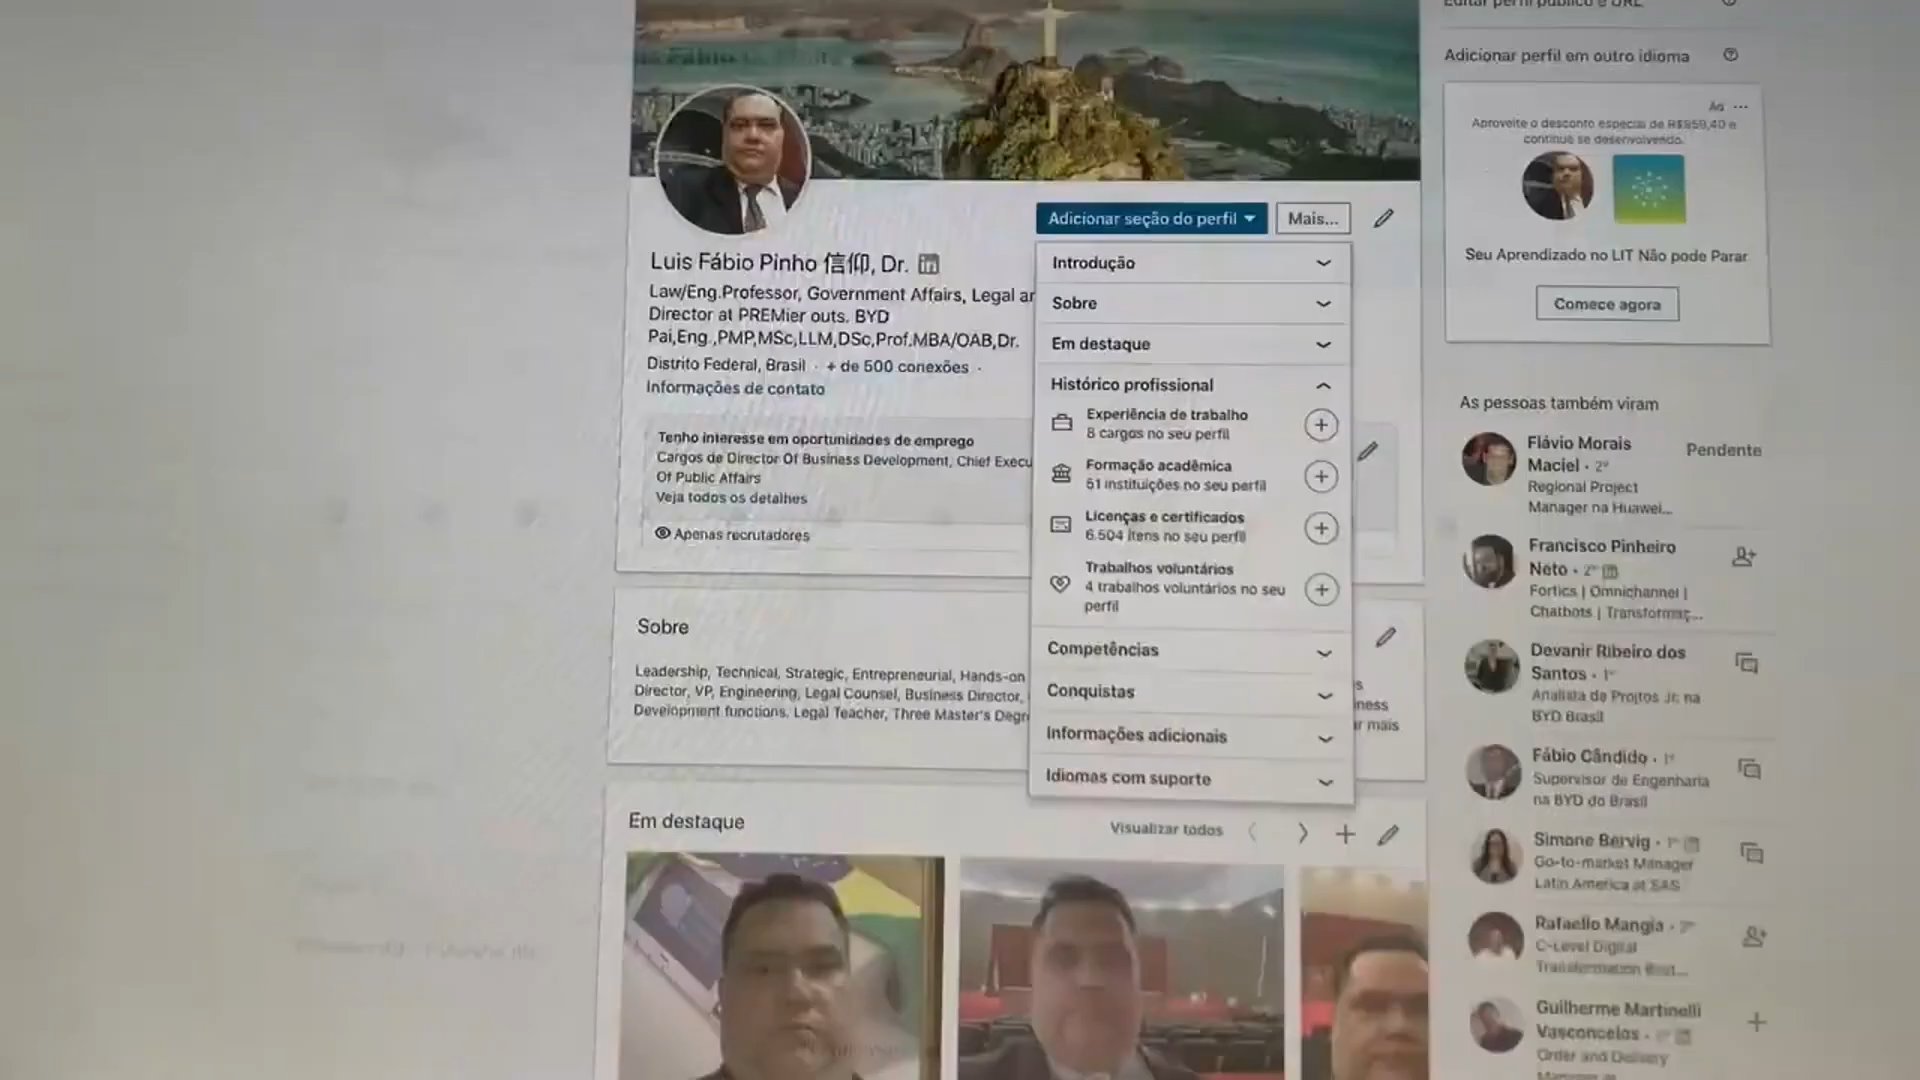 Adicionar perfil em outro idioma
Ad ...
Aproveite o desconto especial de R$959,40 e
continue se desenvolvendo.
Seu Aprendizado no LIT Não pode Parar
Comece agora
Adicionar seção do perfil
Mais...
Luis Fábio Pinho 信仰, Dr. in
Law/Eng.Professor, Government Affairs, Legal
Director at PREMier outs. BYD
Pai,Eng.,PMP,MSc,LLM,DSc,Prof.MBA/OAB,Dr.
Distrito Federal, Brasil · + de 500 conexões ·
Informações de contato
Tenho interesse em oportunidades de emprego
Cargos de Director Of Business Development, Chief
Of Public Affairs
Veja todos os detalhes
Apenas recrutadores
Introdução
Sobre
Em destaque
Histórico profissional
Experiência de trabalho
8 cargos no seu perfil
Formação acadêmica
51 instituições no seu perfil
Licenças e certificados
6.504 itens no seu perfil
Trabalhos voluntários
4 trabalhos voluntários no seu
perfil
Competências
Conquistas
Informações adicionais
Idiomas com suporte
Sobre
Leadership, Technical, Strategic, Entrepreneurial, Hands-on
Director, VP, Engineering, Legal Counsel, Business Director,
Development functions. Legal Teacher, Three Master's
mais
Em destaque
Visualizar todos
As pessoas também viram
Flávio Morais
Maciel · 2º
Pendente
Regional Project
Manager na Huawei...
Francisco Pinheiro
Neto · 2º in
Fortics | Omnichannel |
Chatbots | Transformaç...
Devanir Ribeiro dos
Santos · 1º
Analista de Projtos Jr. na
BYD Brasil
Fábio Cândido · 1º
Supervisor de Engenharia
na BYD do Brasil
Simone Bervig · 1º in
Go-to-market Manager
Latin America at SAS
Rafaello Mangia
C-Level Digital
Transformation
Guilherme Martinelli
Vasconcelos
Order and Delivery